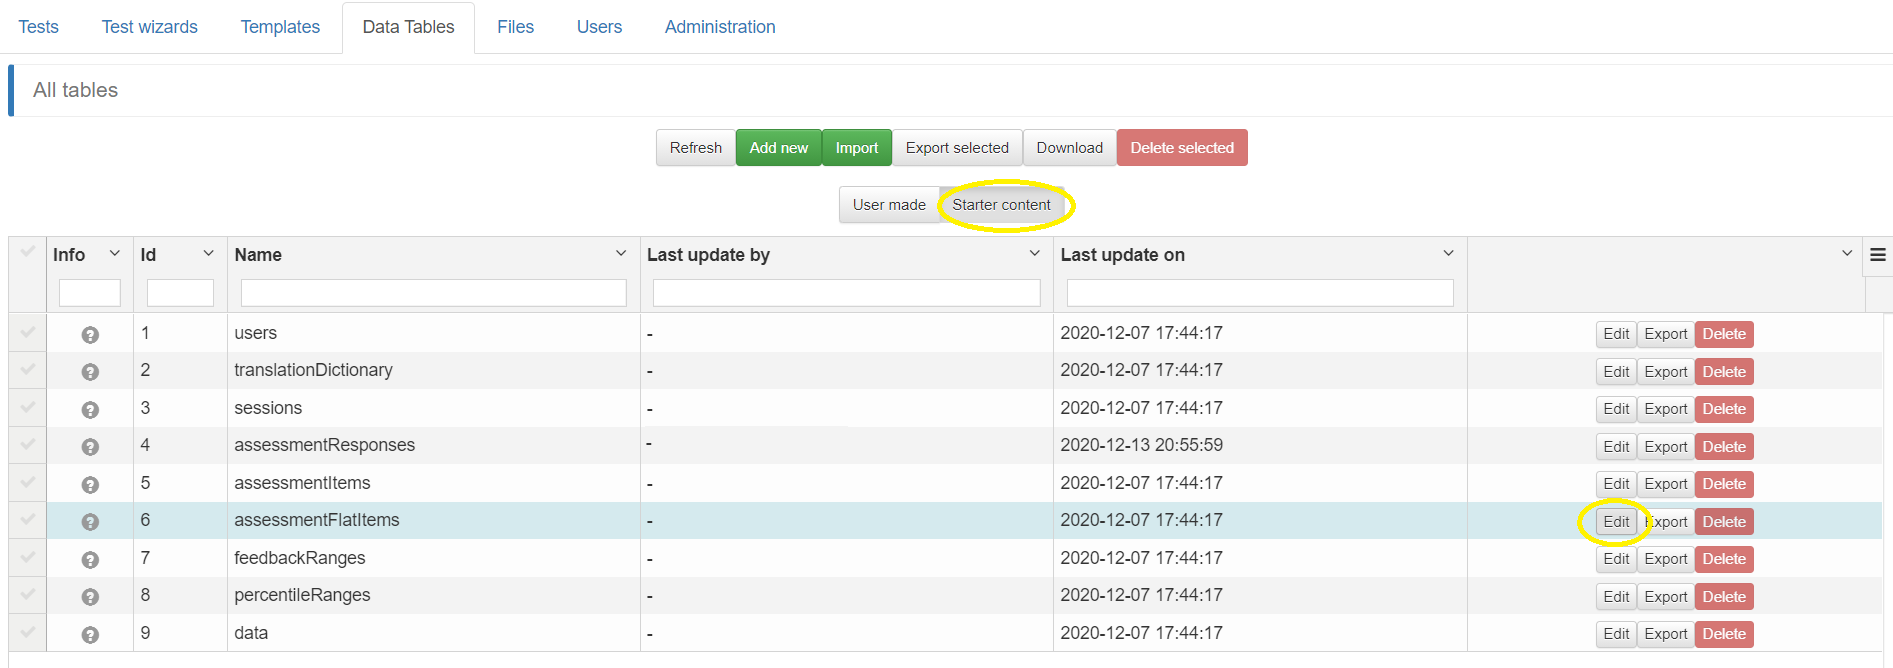 Tests Test wizards Templates Data Tables Files Users Administration
All tables
Refresh Add new Import Export selected Download Delete selected
User made Starter content
Info Id Name Last update by Last update on
? 1 users - 2020-12-07 17:44:17 Edit Export Delete
? 2 translationDictionary - 2020-12-07 17:44:17 Edit Export Delete
? 3 sessions - 2020-12-07 17:44:17 Edit Export Delete
? 4 assessmentResponses - 2020-12-13 20:55:59 Edit Export Delete
? 5 assessmentItems - 2020-12-07 17:44:17 Edit Export Delete
? 6 assessmentFlatItems - 2020-12-07 17:44:17 Edit Export Delete
? 7 feedbackRanges - 2020-12-07 17:44:17 Edit Export Delete
? 8 percentileRanges - 2020-12-07 17:44:17 Edit Export Delete
? 9 data - 2020-12-07 17:44:17 Edit Export Delete